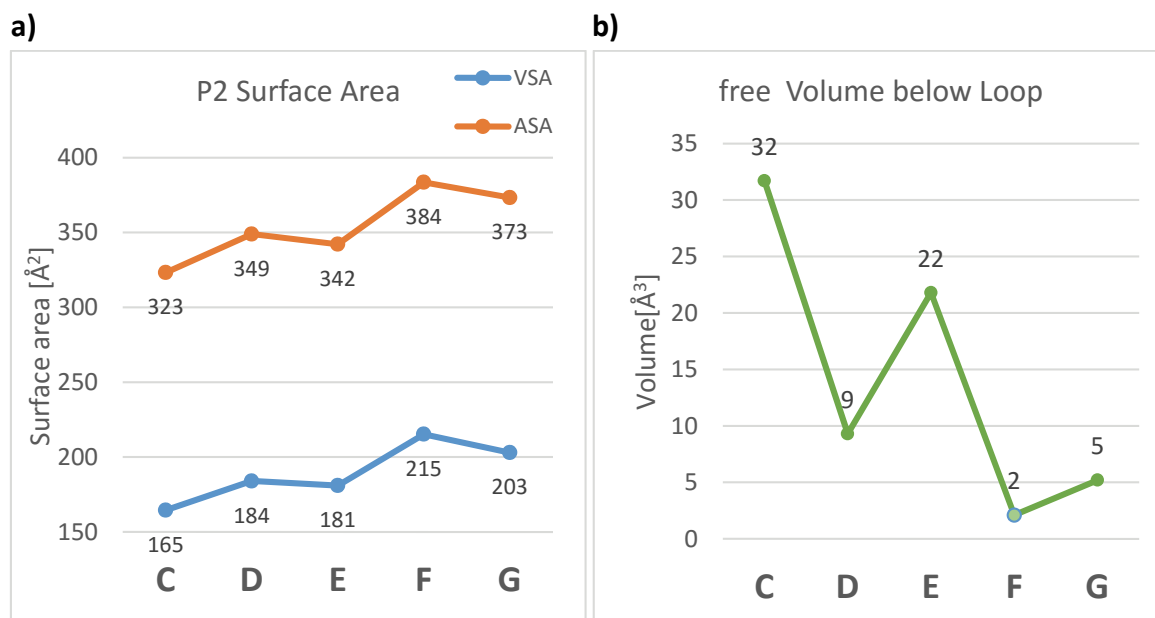 a)
P2 Surface Area
VSA
ASA
Surface area [Å²]
400
350
300
250
200
150
323
349
342
384
373
165
184
181
215
203
C D E F G
b)
free Volume below Loop
Volume[Å³]
35
30
25
20
15
10
5
0
32
9
22
2
5
C D E F G